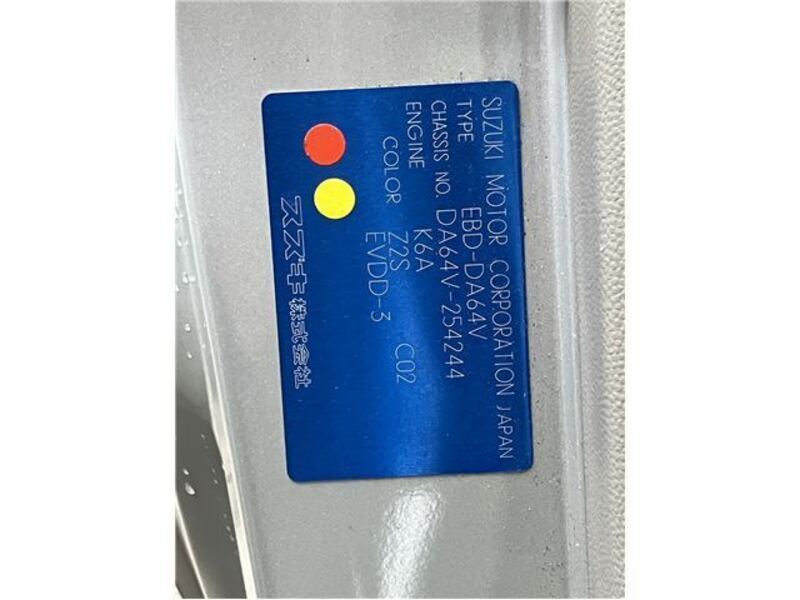 SUZUKI MOTOR CORPORATION JAPAN
TYPE EBD-DA64V
CHASSIS NO. DA64V-254244
ENGINE K6A
COLOR Z2S C02
EVDD-3
スズキ株式会社